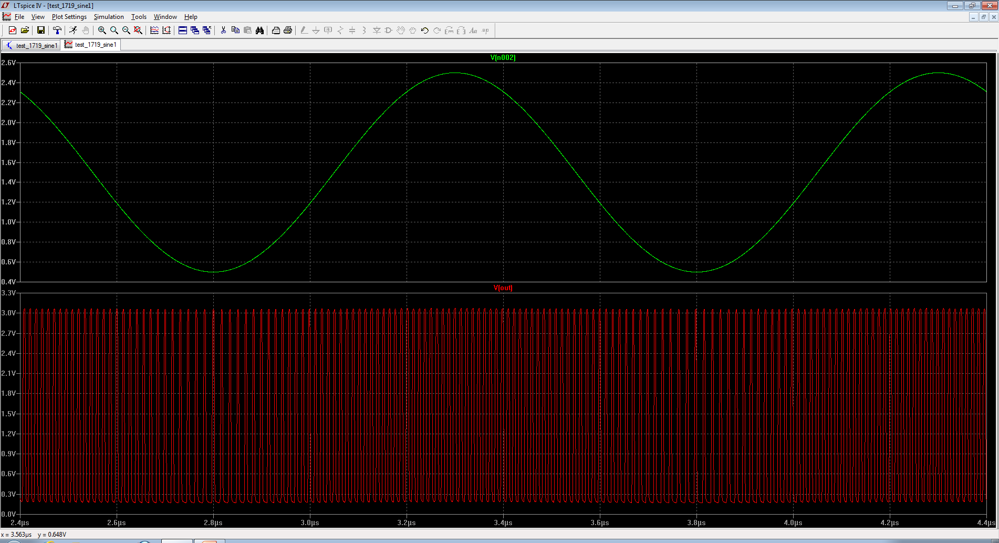 LTspice IV - [test_1719_sine1]
File View Plot Settings Simulation Tools Window Help
test_1719_sine1 test_1719_sine1
V(n002)
2.6V
2.4V
2.2V
2.0V
1.8V
1.6V
1.4V
1.2V
1.0V
0.8V
0.6V
0.4V
V(out)
3.3V
3.0V
2.7V
2.4V
2.1V
1.8V
1.5V
1.2V
0.9V
0.6V
0.3V
0.0V
2.4µs 2.6µs 2.8µs 3.0µs 3.2µs 3.4µs 3.6µs 3.8µs 4.0µs 4.2µs 4.4µs
x = 3.563µs y = 0.648V